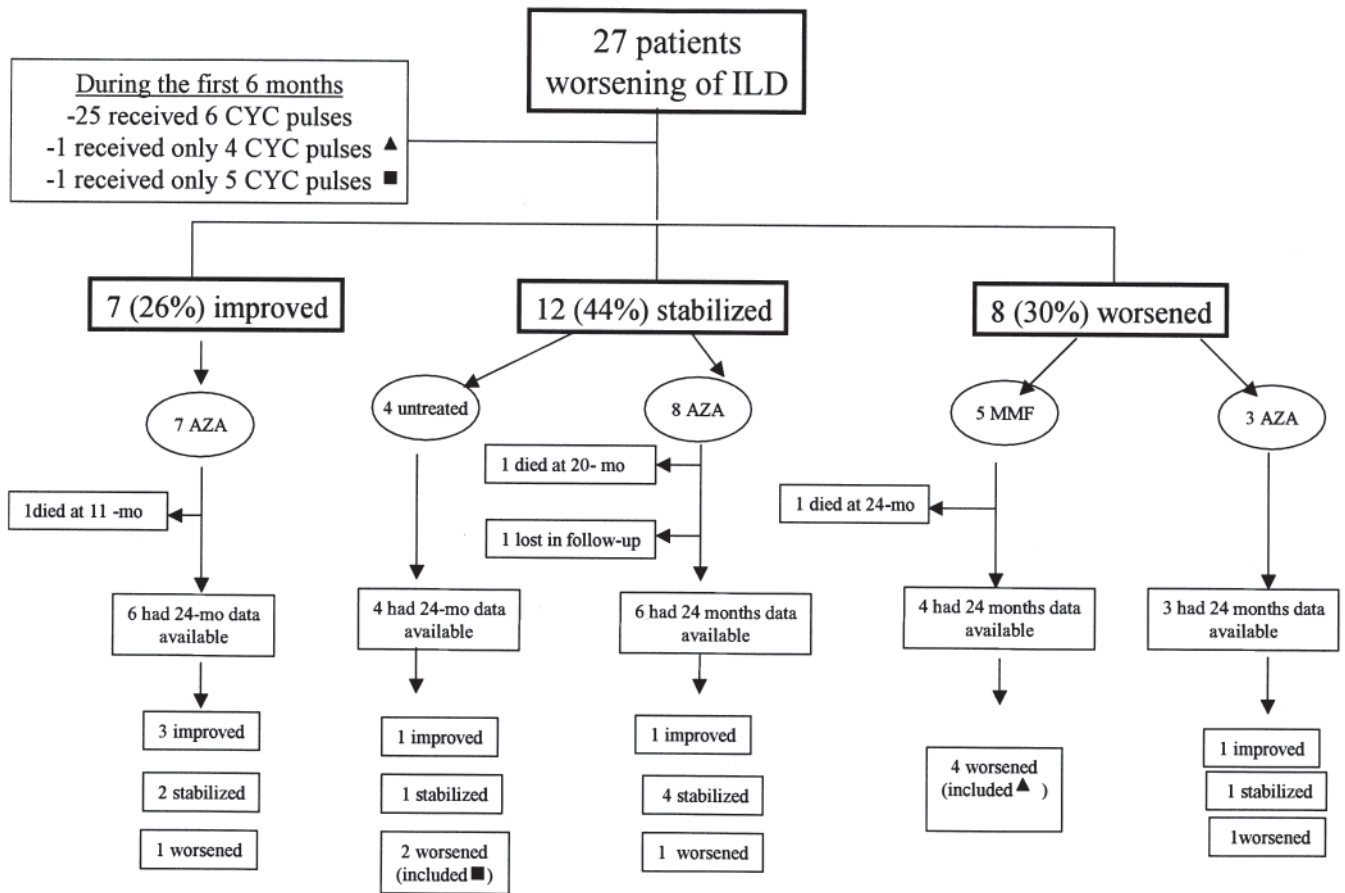 27 patients
worsening of ILD
During the first 6 months
-25 received 6 CYC pulses
-1 received only 4 CYC pulses ▲
-1 received only 5 CYC pulses ■
7 (26%) improved
12 (44%) stabilized
8 (30%) worsened
7 AZA
4 untreated
8 AZA
5 MMF
3 AZA
1died at 11 -mo
1 died at 20- mo
1 lost in follow-up
1 died at 24-mo
6 had 24-mo data
available
4 had 24-mo data
available
6 had 24 months data
available
4 had 24 months data
available
3 had 24 months data
available
3 improved
2 stabilized
1 worsened
1 improved
1 stabilized
2 worsened
(included ■)
1 improved
4 stabilized
1 worsened
4 worsened
(included ▲ )
1 improved
1 stabilized
1worsened